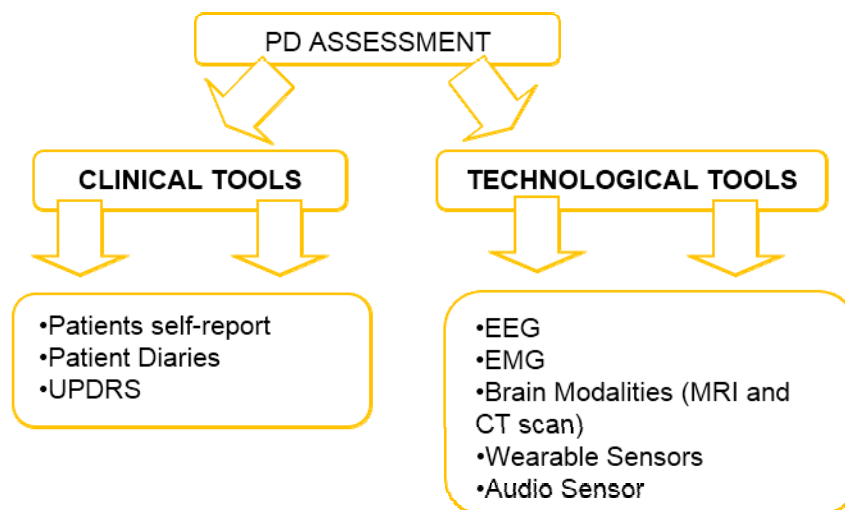 PD ASSESSMENT
CLINICAL TOOLS
TECHNOLOGICAL TOOLS
•Patients self-report
•Patient Diaries
•UPDRS
•EEG
•EMG
•Brain Modalities (MRI and
CT scan)
•Wearable Sensors
•Audio Sensor